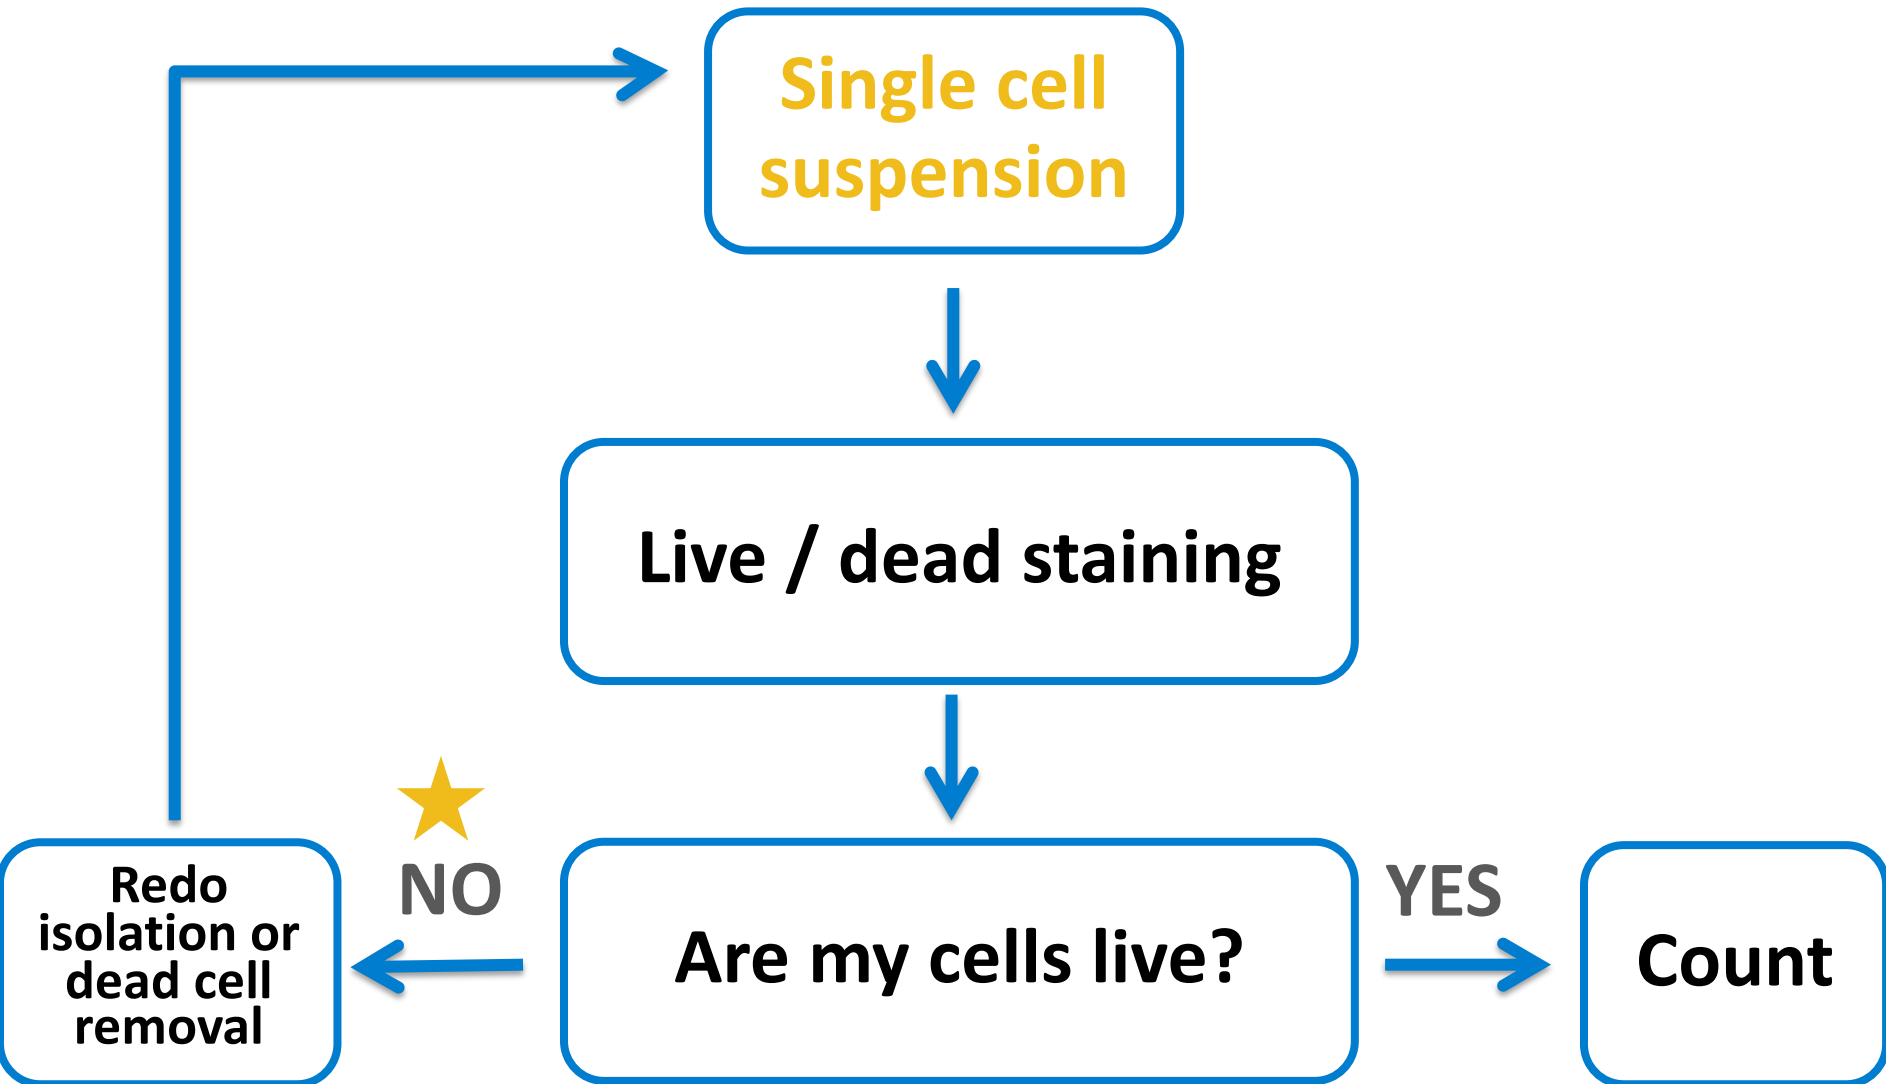 Single cell
suspension
Live / dead staining
NO
YES
Redo
isolation or
dead cell
removal
Are my cells live?
Count